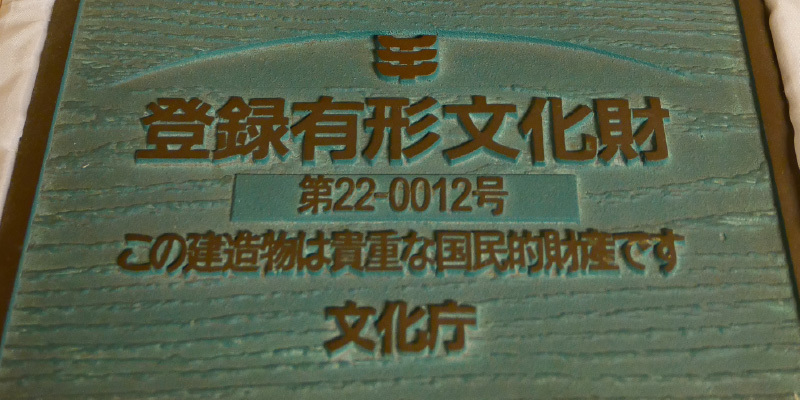 登録有形文化財
第22-0012号
この建造物は貴重な国民的財産です
文化庁